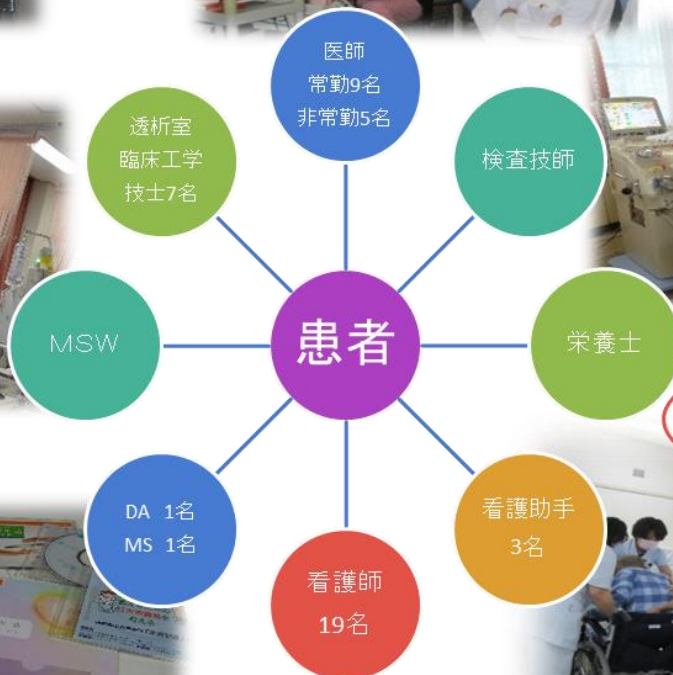 医師
常勤9名
非常勤5名
透析室
臨床工学
技士7名
検査技師
MSW
患者
栄養士
DA 1名
MS 1名
看護助手
3名
看護師
19名